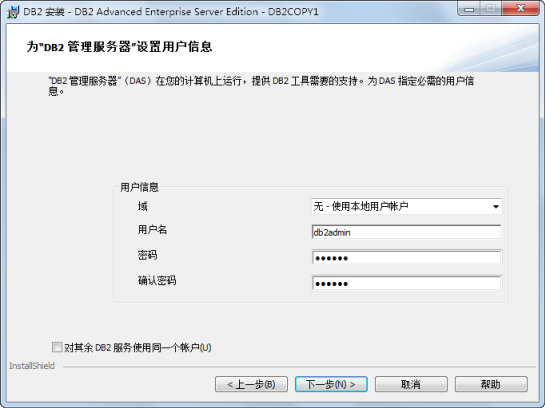 DB2 安装 - DB2 Advanced Enterprise Server Edition - DB2COPY1
为“DB2 管理服务器”设置用户信息
“DB2 管理服务器”（DAS）在您的计算机上运行，提供 DB2 工具需要的支持。为 DAS 指定必需的用户信
息。
用户信息
域
无 - 使用本地用户帐户
用户名
db2admin
密码
●●●●●●
确认密码
●●●●●●
对其余 DB2 服务使用同一个帐户(U)
InstallShield
< 上一步(B)
下一步(N) >
取消
帮助